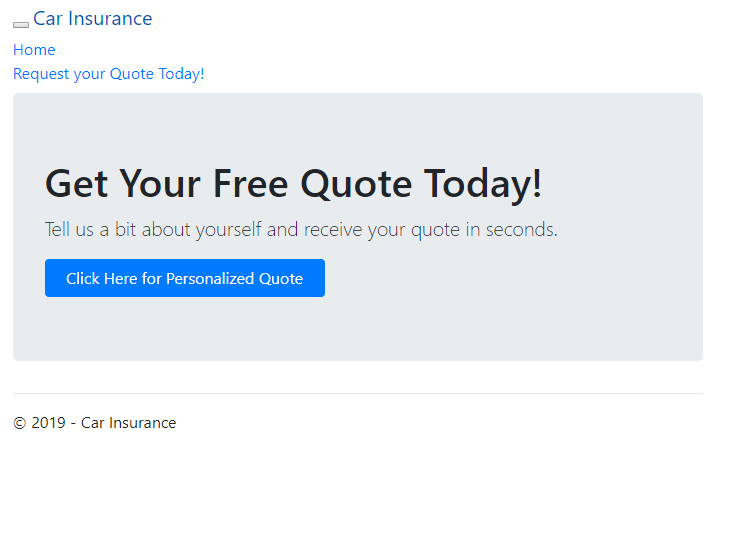 Car Insurance
Home
Request your Quote Today!
Get Your Free Quote Today!
Tell us a bit about yourself and receive your quote in seconds.
Click Here for Personalized Quote
© 2019 - Car Insurance